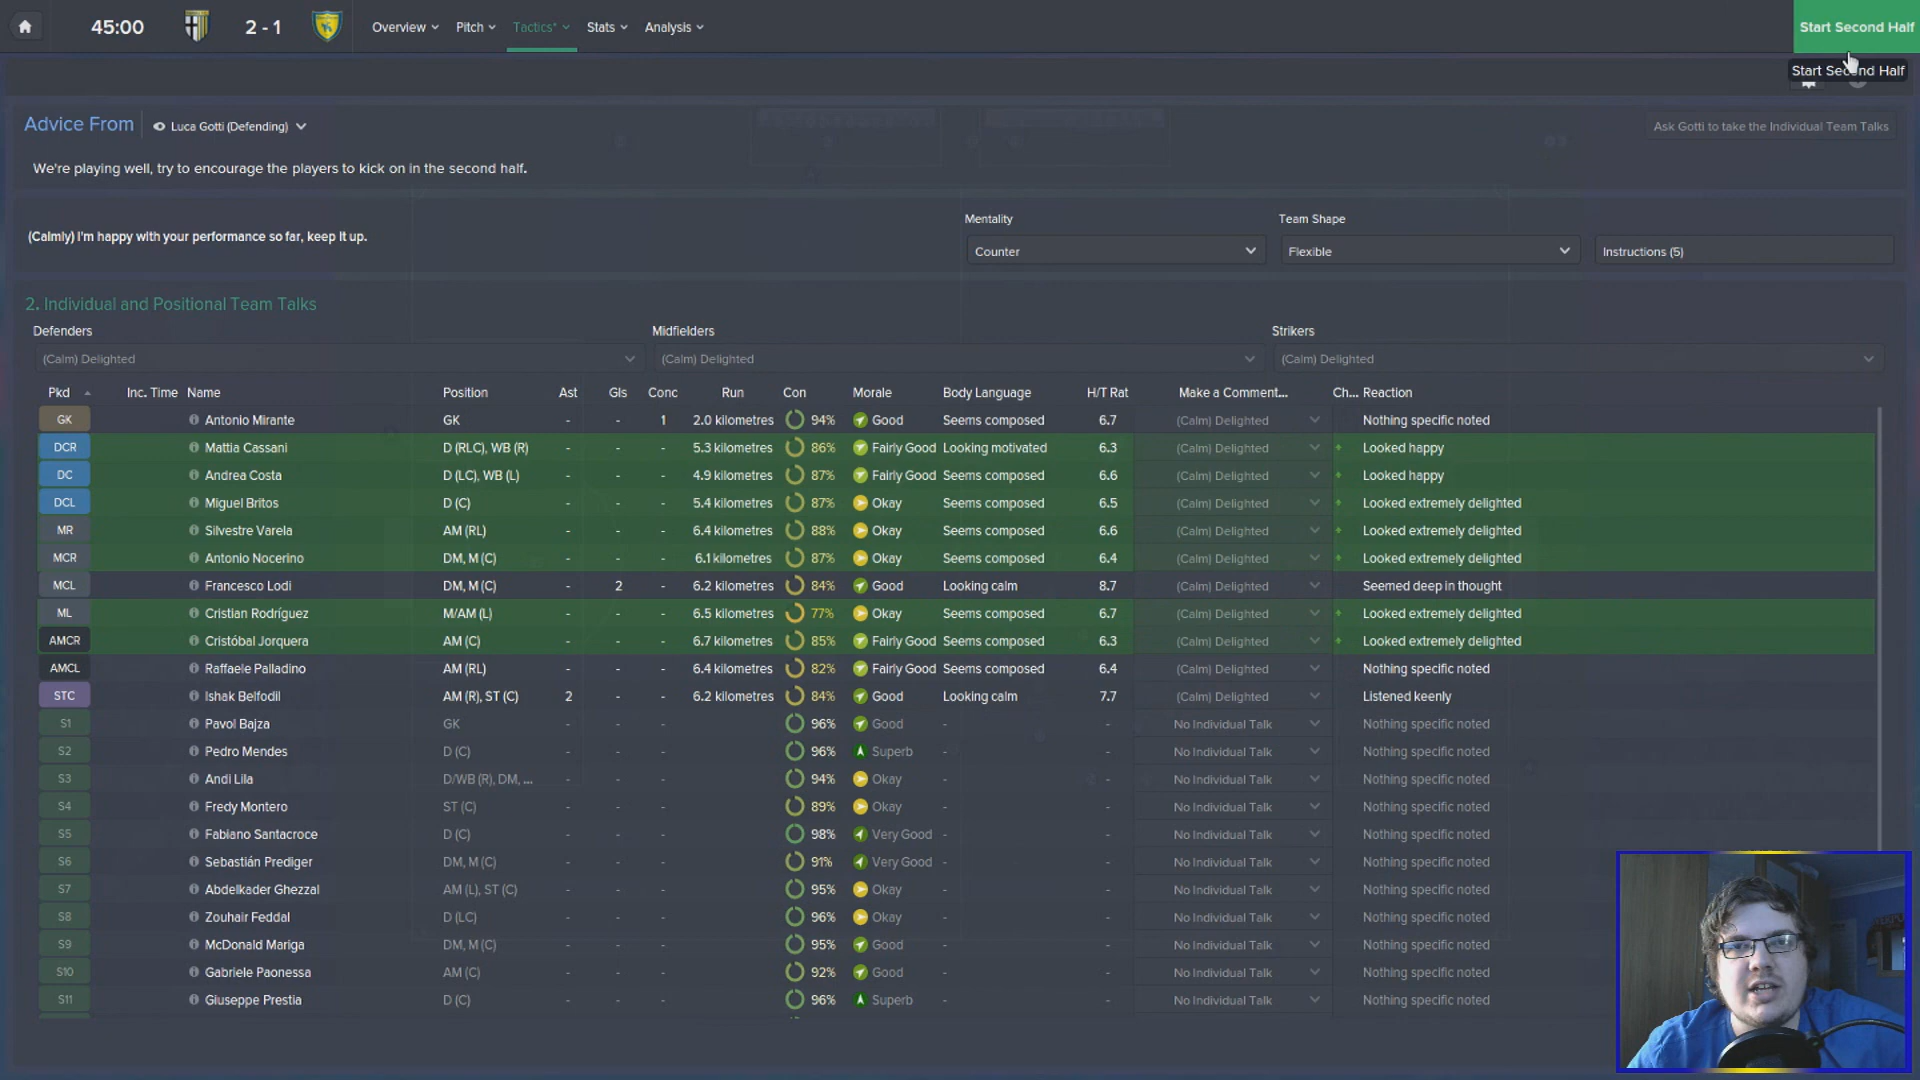 45:00 2 - 1 Overview Pitch Tactics* Stats Analysis Start Second Half
Start Second Half
Advice From Luca Gotti (Defending) Ask Gotti to take the Individual Team Talks
We're playing well, try to encourage the players to kick on in the second half.
Mentality Team Shape
(Calmly) I'm happy with your performance so far, keep it up.
Counter Flexible Instructions (5)
2. Individual and Positional Team Talks
Defenders Midfielders Strikers
(Calm) Delighted (Calm) Delighted (Calm) Delighted
Pkd Inc. Time Name Position Ast Gls Conc Run Con Morale Body Language H/T Rat Make a Comment... Ch... Reaction
GK Antonio Mirante GK - - 1 2.0 kilometres 94% Good Seems composed 6.7 (Calm) Delighted Nothing specific noted
DCR Mattia Cassani D (RLC), WB (R) - - - 5.3 kilometres 86% Fairly Good Looking motivated 6.3 (Calm) Delighted Looked happy
DC Andrea Costa D (LC), WB (L) - - - 4.9 kilometres 87% Fairly Good Seems composed 6.6 (Calm) Delighted Looked happy
DCL Miguel Britos D (C) - - - 5.4 kilometres 87% Okay Seems composed 6.5 (Calm) Delighted Looked extremely delighted
MR Silvestre Varela AM (RL) - - - 6.4 kilometres 88% Okay Seems composed 6.6 (Calm) Delighted Looked extremely delighted
MCR Antonio Nocerino DM, M (C) - - - 6.1 kilometres 87% Okay Seems composed 6.4 (Calm) Delighted Looked extremely delighted
MCL Francesco Lodi DM, M (C) - 2 - 6.2 kilometres 84% Good Looking calm 8.7 (Calm) Delighted Seemed deep in thought
ML Cristian Rodríguez M/AM (L) - - - 6.5 kilometres 77% Okay Seems composed 6.7 (Calm) Delighted Looked extremely delighted
AMCR Cristóbal Jorquera AM (C) - - - 6.7 kilometres 85% Fairly Good Seems composed 6.3 (Calm) Delighted Looked extremely delighted
AMCL Raffaele Palladino AM (RL) - - - 6.4 kilometres 82% Fairly Good Seems composed 6.4 (Calm) Delighted Nothing specific noted
STC Ishak Belfodil AM (R), ST (C) 2 - - 6.2 kilometres 84% Good Looking calm 7.7 (Calm) Delighted Listened keenly
S1 Pavol Bajza GK - - - 96% Good - - No Individual Talk Nothing specific noted
S2 Pedro Mendes D (C) - - - 96% Superb - - No Individual Talk Nothing specific noted
S3 Andi Lila D/WB (R), DM, ... - - - 94% Okay - - No Individual Talk Nothing specific noted
S4 Fredy Montero ST (C) - - - 89% Okay - - No Individual Talk Nothing specific noted
S5 Fabiano Santacroce D (C) - - - 98% Very Good - - No Individual Talk Nothing specific noted
S6 Sebastián Prediger DM, M (C) - - - 91% Very Good - - No Individual Talk Nothing specific noted
S7 Abdelkader Ghezzal AM (L), ST (C) - - - 95% Okay - - No Individual Talk Nothing specific noted
S8 Zouhair Feddal D (LC) - - - 96% Okay - - No Individual Talk Nothing specific noted
S9 McDonald Mariga DM, M (C) - - - 95% Good - - No Individual Talk Nothing specific noted
S10 Gabriele Paonessa AM (C) - - - 92% Good - - No Individual Talk Nothing specific noted
S11 Giuseppe Prestia D (C) - - - 96% Superb - - No Individual Talk Nothing specific noted